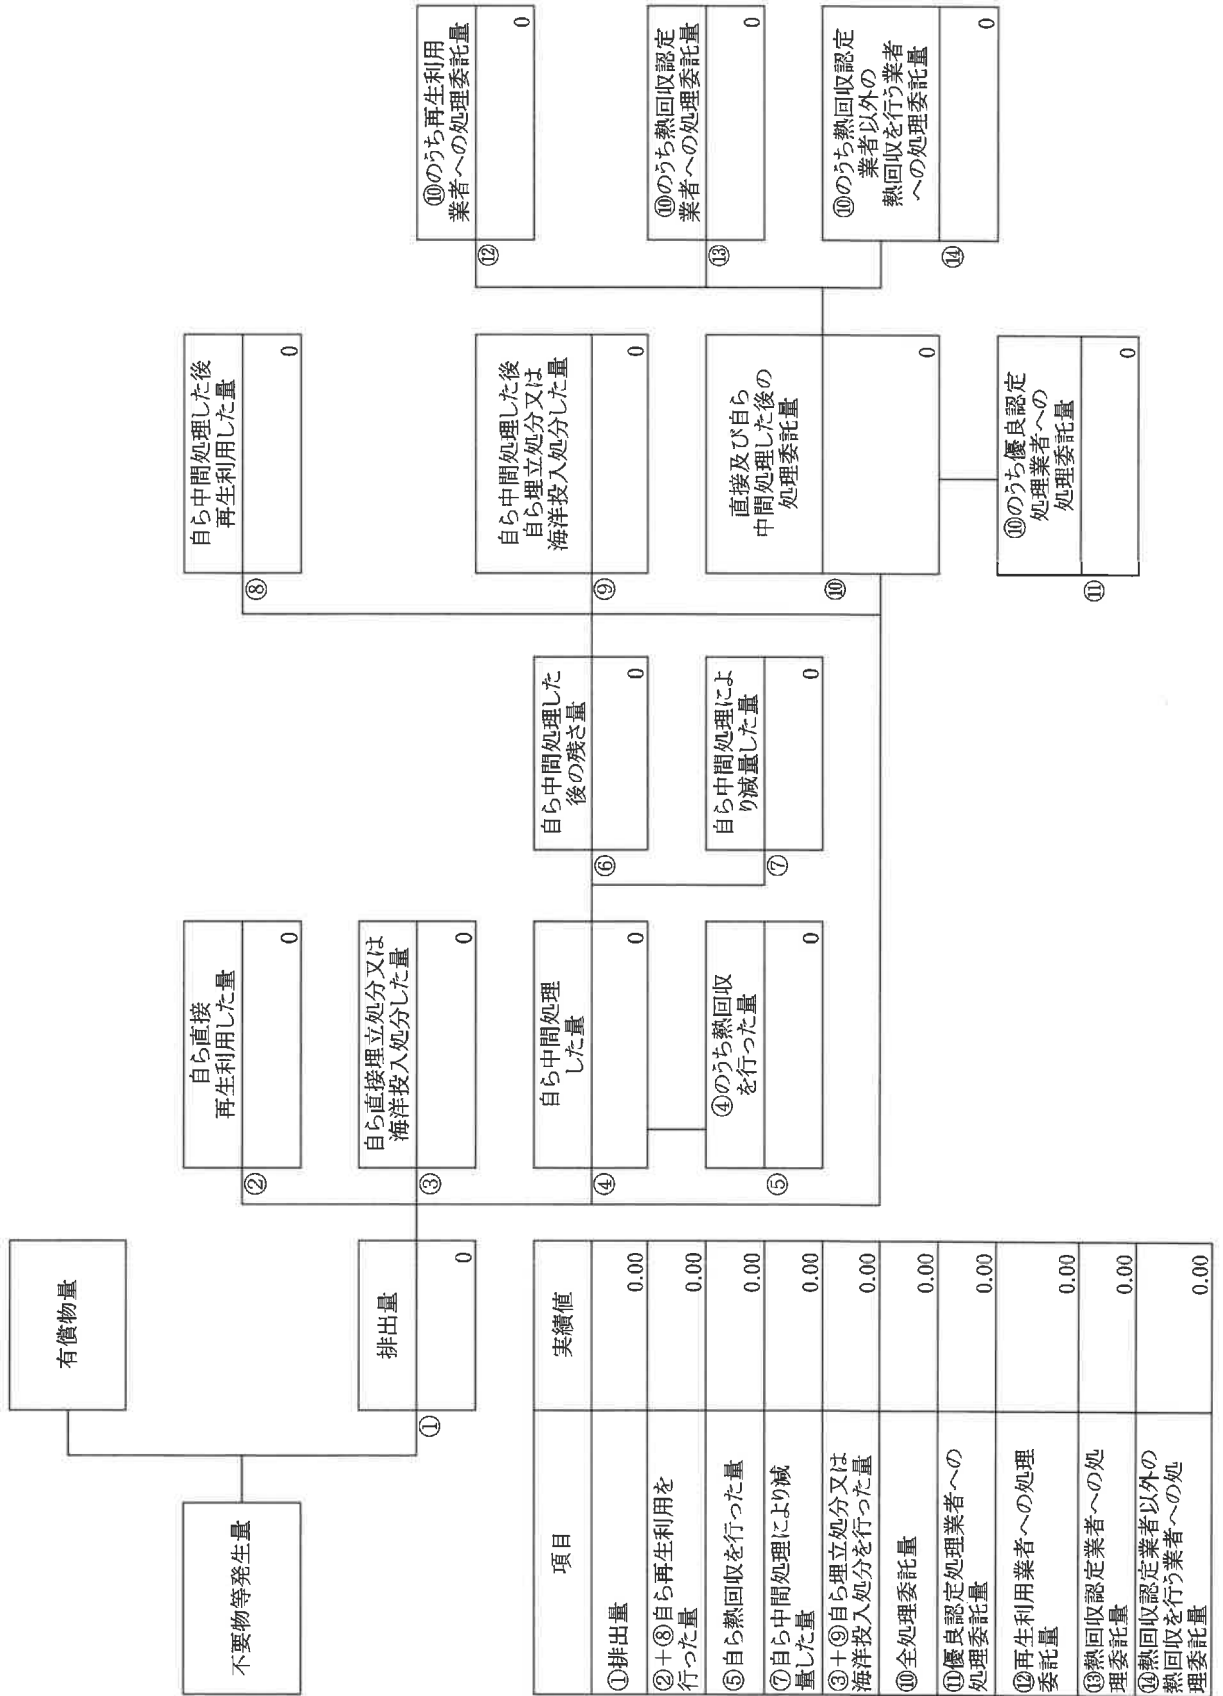 有償物量
不要物等発生量
排出量
①
0
自ら直接
再生利用した量
②
0
自ら直接埋立処分又は
海洋投入処分した量
③
0
自ら中間処理
した量
④
0
④のうち熱回収
を行った量
⑤
0
自ら中間処理した
後の残さ量
⑥
0
自ら中間処理によ
り減量した量
⑦
0
自ら中間処理した後
再生利用した量
⑧
0
自ら中間処理した後
自ら埋立処分又は
海洋投入処分した量
⑨
0
直接及び自ら
中間処理した後の
処理委託量
⑩
0
⑩のうち優良認定
処理業者への
処理委託量
⑪
0
⑩のうち再生利用
業者への処理委託量
⑫
0
⑩のうち熱回収認定
業者への処理委託量
⑬
0
⑩のうち熱回収認定
業者以外の
熱回収を行う業者
への処理委託量
⑭
0
項目 実績値
①排出量 0.00
②+⑧自ら再生利用を
行った量 0.00
⑤自ら熱回収を行った量 0.00
⑦自ら中間処理により減
量した量 0.00
③+⑨自ら埋立処分又は
海洋投入処分を行った量 0.00
⑩全処理委託量 0.00
⑪優良認定処理業者への
処理委託量 0.00
⑫再生利用業者への処理
委託量 0.00
⑬熱回収認定業者への処
理委託量 0.00
⑭熱回収認定業者以外の
熱回収を行う業者への処
理委託量 0.00